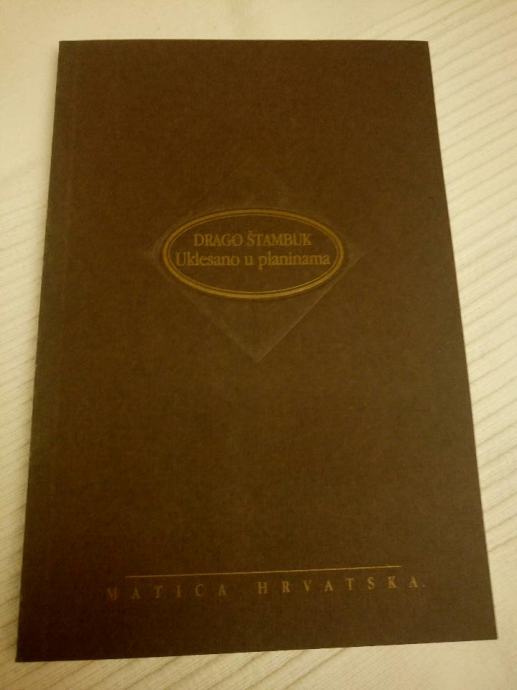 DRAGO ŠTAMBUK
Uklesano u planinama
MATICA HRVATSKA